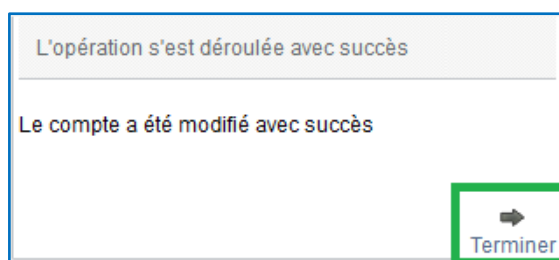 L'opération s'est déroulée avec succès
Le compte a été modifié avec succès
Terminer